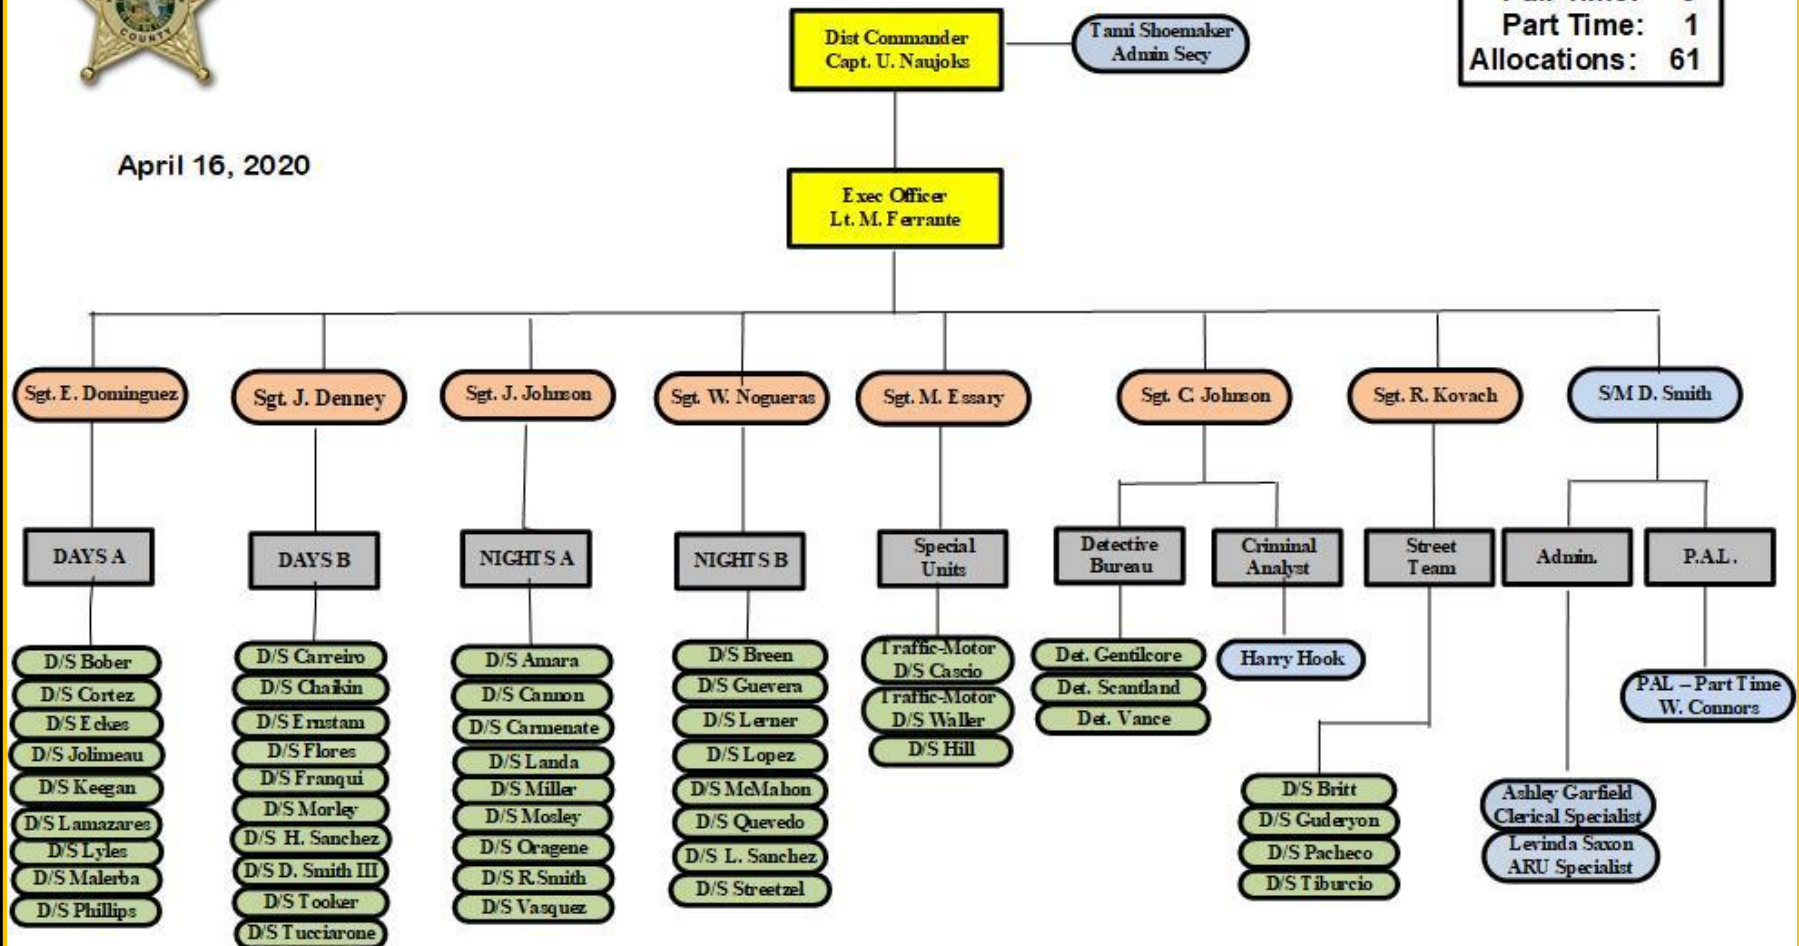 COUNTY
Dist Commander
Capt. U. Naujoks
Tami Shoemaker
Admin Secy
Part Time: 1
Allocations: 61
April 16, 2020
Exec Officer
Lt. M. Ferrante
Sgt. E. Dominguez
Sgt. J. Denney
Sgt. J. Johnson
Sgt. W. Nogueras
Sgt. M. Essary
Sgt. C. Johnson
Sgt. R. Kovach
S/M D. Smith
DAYS A
DAYS B
NIGHTS A
NIGHTS B
Special
Units
Detective
Bureau
Criminal
Analyst
Street
Team
Admin.
P.A.L.
D/S Bober
D/S Cortez
D/S Eckes
D/S Jolimeau
D/S Keegan
D/S Lamazares
D/S Lyles
D/S Malerba
D/S Phillips
D/S Carreiro
D/S Chaikin
D/S Ernstam
D/S Flores
D/S Franqui
D/S Morley
D/S H. Sanchez
D/S D. Smith III
D/S Tooker
D/S Tucciarone
D/S Amara
D/S Cannon
D/S Carmenate
D/S Landa
D/S Miller
D/S Mosley
D/S Oragene
D/S R.Smith
D/S Vasquez
D/S Breen
D/S Guevera
D/S Lerner
D/S Lopez
D/S McMahon
D/S Quevedo
D/S L. Sanchez
D/S Streetzel
Traffic-Motor
D/S Cascio
Traffic-Motor
D/S Waller
D/S Hill
Det. Gentilcore
Det. Scantland
Det. Vance
Harry Hook
D/S Britt
D/S Guderyon
D/S Pacheco
D/S Tiburcio
Ashley Garfield
Clerical Specialist
Levinda Saxon
ARU Specialist
PAL – Part Time
W. Connors